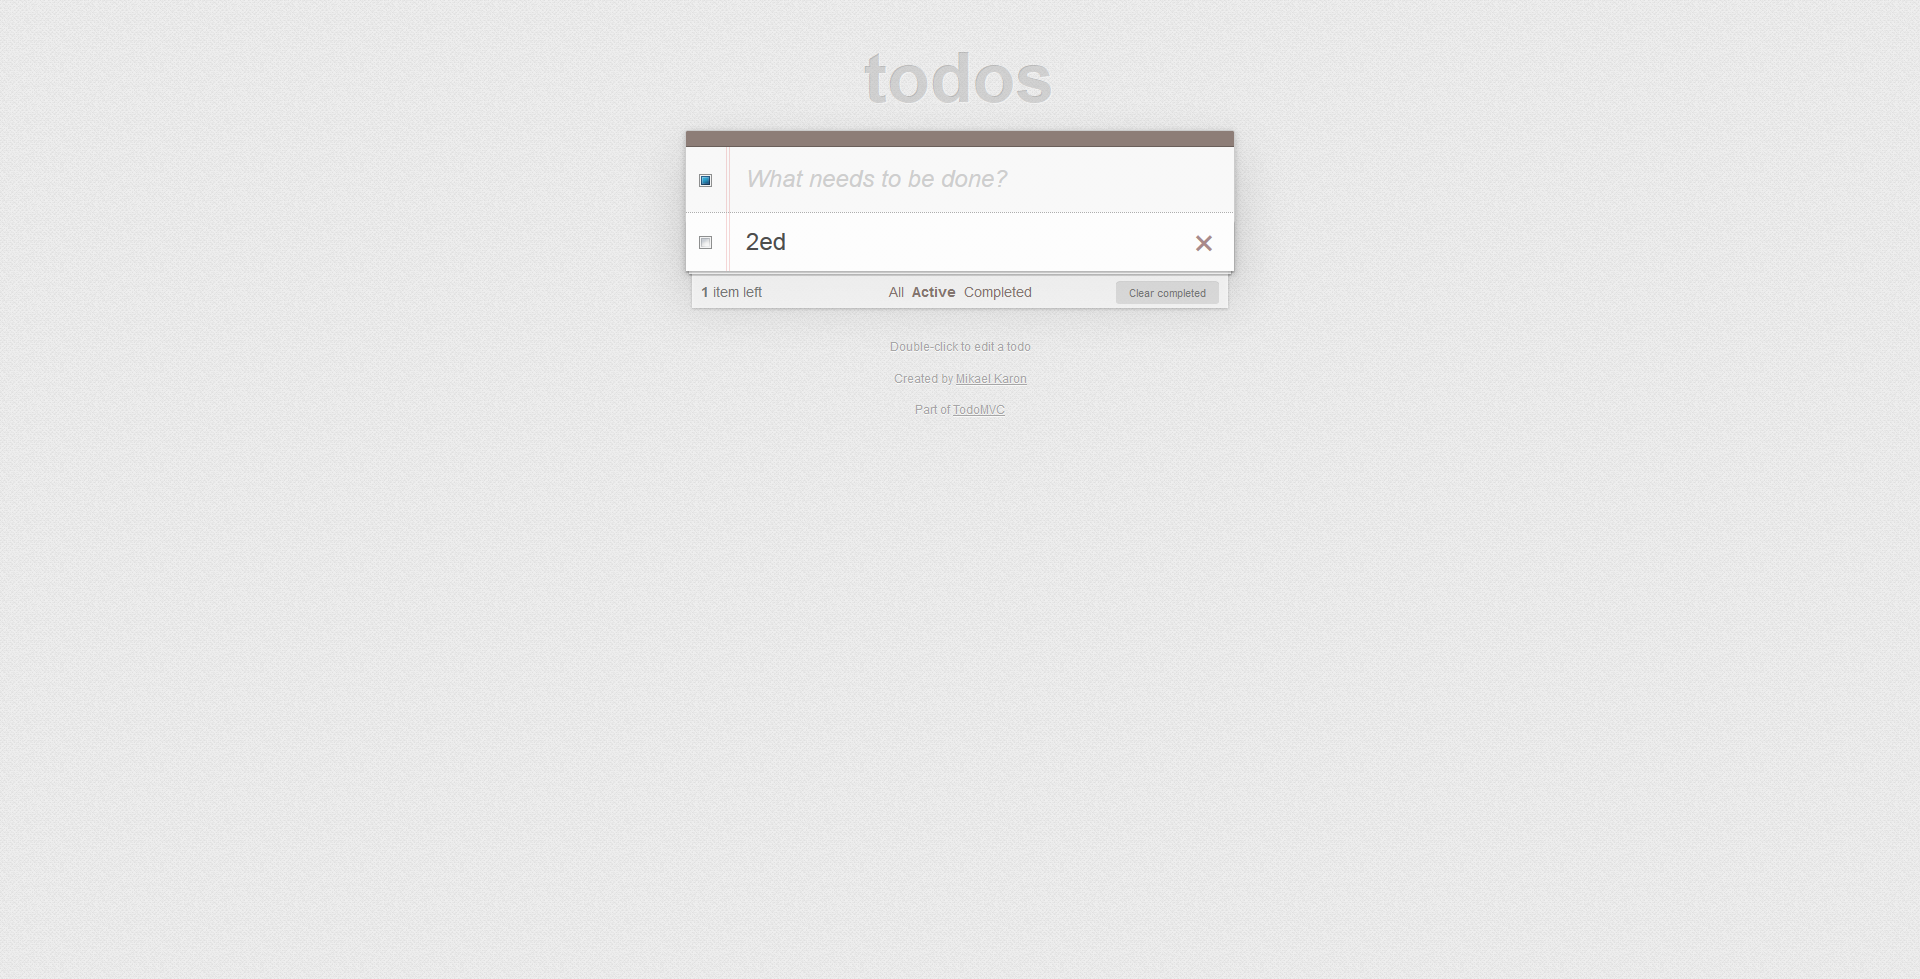 todos
What needs to be done?
2ed
1 item left All Active Completed Clear completed
Double-click to edit a todo
Created by Mikael Karon
Part of TodoMVC